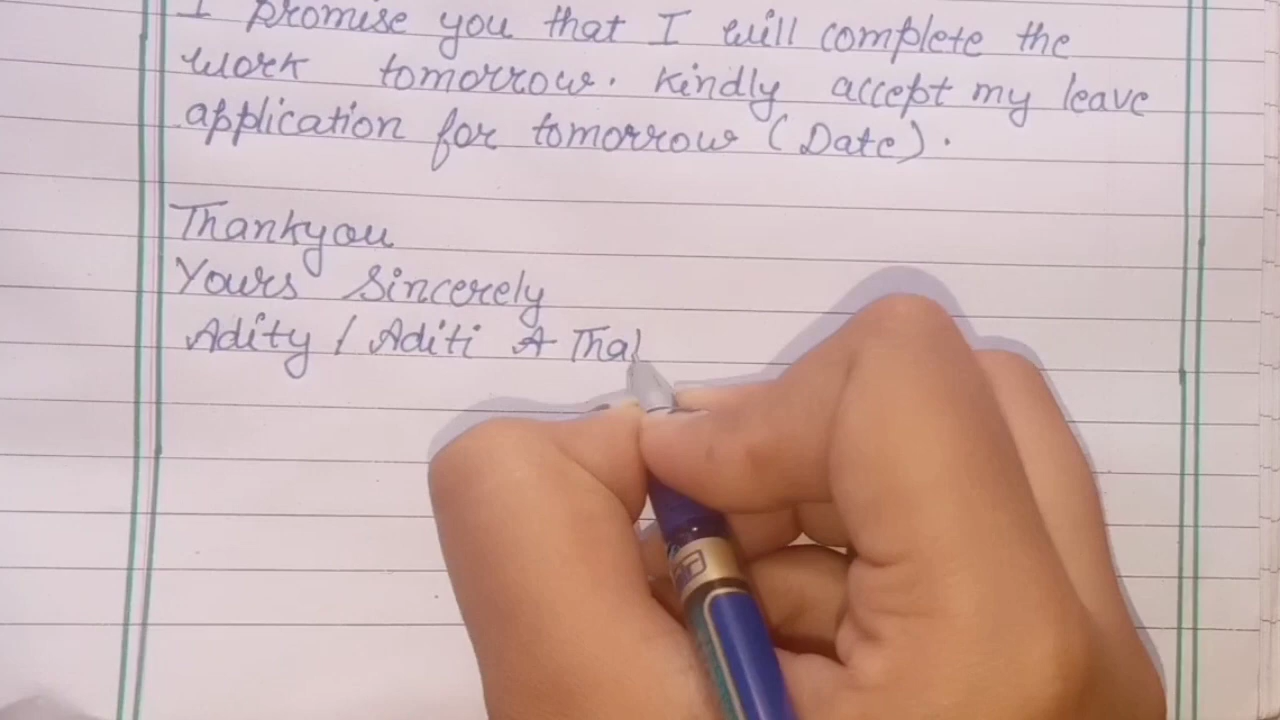 I promise you that I will complete the
work tomorrow. Kindly accept my leave
application for tomorrow (Date).
Thankyou
Yours Sincerely
Adity / Aditi A Tha